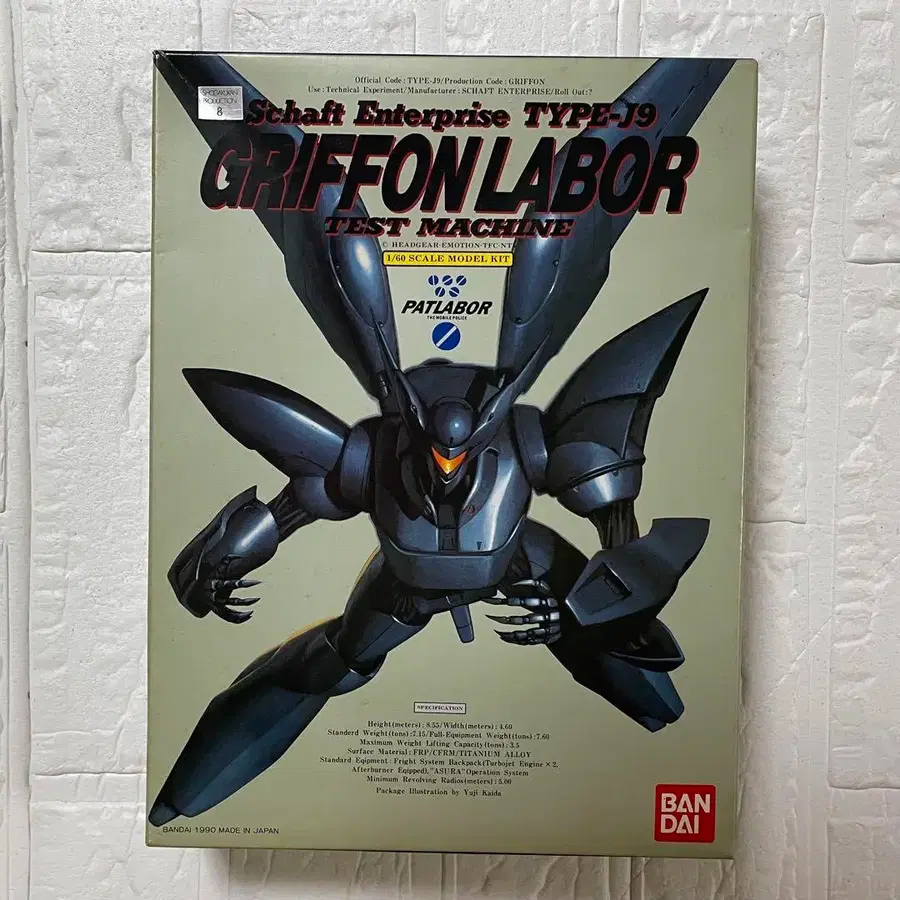 Official Code : TYPE-J9/Production Code : GRIFFON
Use : Technical Experiment/Manufacturer : SCHAFT ENTERPRISE/Roll Out : ?
SHOGAKUKAN
PRODUCTION
8
Schaft Enterprise TYPE-J9
GRIFFON LABOR
TEST MACHINE
© HEADGEAR·EMOTION·TFC·NT
1/60 SCALE MODEL KIT
PATLABOR
THE MOBILE POLICE
SPECIFICATION
Height(meters) : 8.55/Width(meters) : 4.60
Standerd Weight(tons) : 7.15/Full-Equipment Weight(tons) : 7.60
Maximum Weight Lifting Capacity(tons) : 3.5
Surface Material : FRP/CFRM/TITANIUM ALLOY
Standard Eqipment : Fright System Backpack(Turbojet Engine×2,
Afterburner Eqipped), "ASURA" Operation System
Minimum Revolving Radios(meters) : 5.00
Package Illustration by Yuji Kaida
BANDAI 1990 MADE IN JAPAN
BAN
DAI